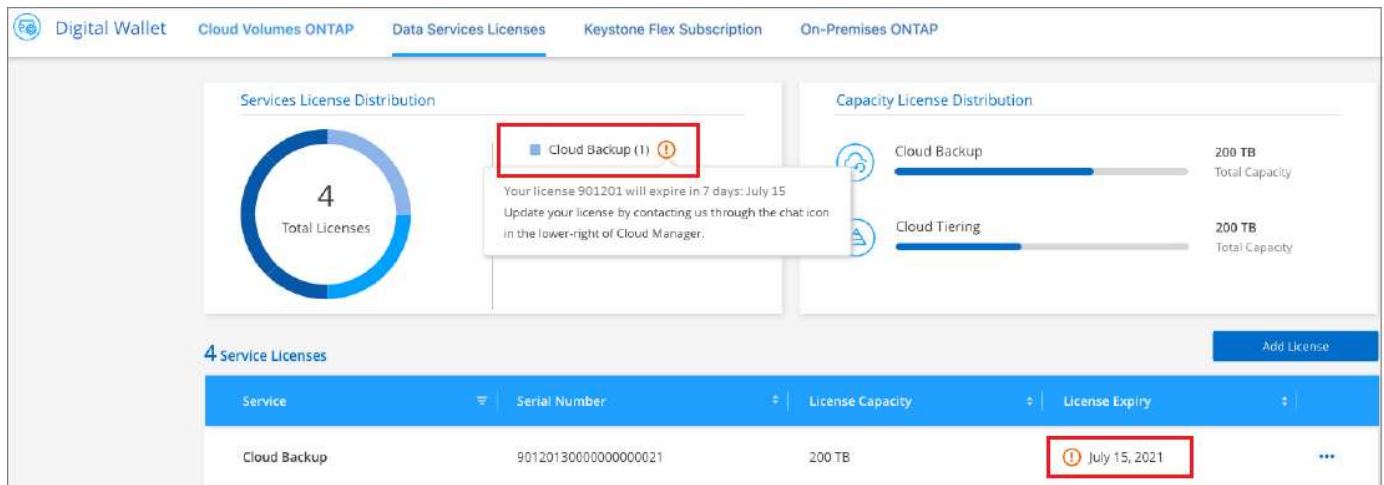 Digital Wallet Cloud Volumes ONTAP Data Services Licenses Keystone Flex Subscription On-Premises ONTAP
Services License Distribution
4
Total Licenses
Cloud Backup (1)
Your license 901201 will expire in 7 days: July 15
Update your license by contacting us through the chat icon
in the lower-right of Cloud Manager.
Capacity License Distribution
Cloud Backup
200 TB
Total Capacity
Cloud Tiering
200 TB
Total Capacity
4 Service Licenses
Add License
Service Serial Number License Capacity License Expiry
Cloud Backup 90120130000000000021 200 TB July 15, 2021